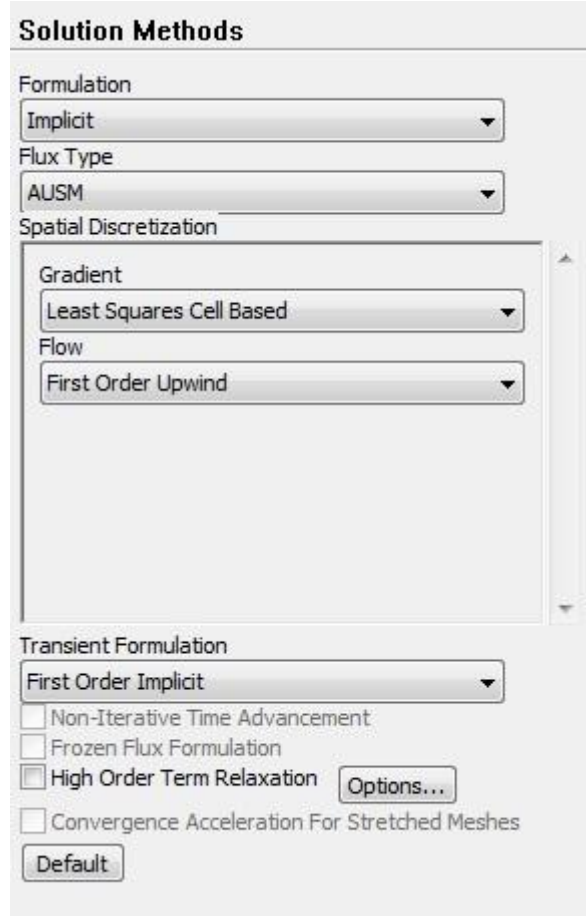 Solution Methods
Formulation
Implicit
Flux Type
AUSM
Spatial Discretization
Gradient
Least Squares Cell Based
Flow
First Order Upwind
Transient Formulation
First Order Implicit
Non-Iterative Time Advancement
Frozen Flux Formulation
High Order Term Relaxation Options...
Convergence Acceleration For Stretched Meshes
Default